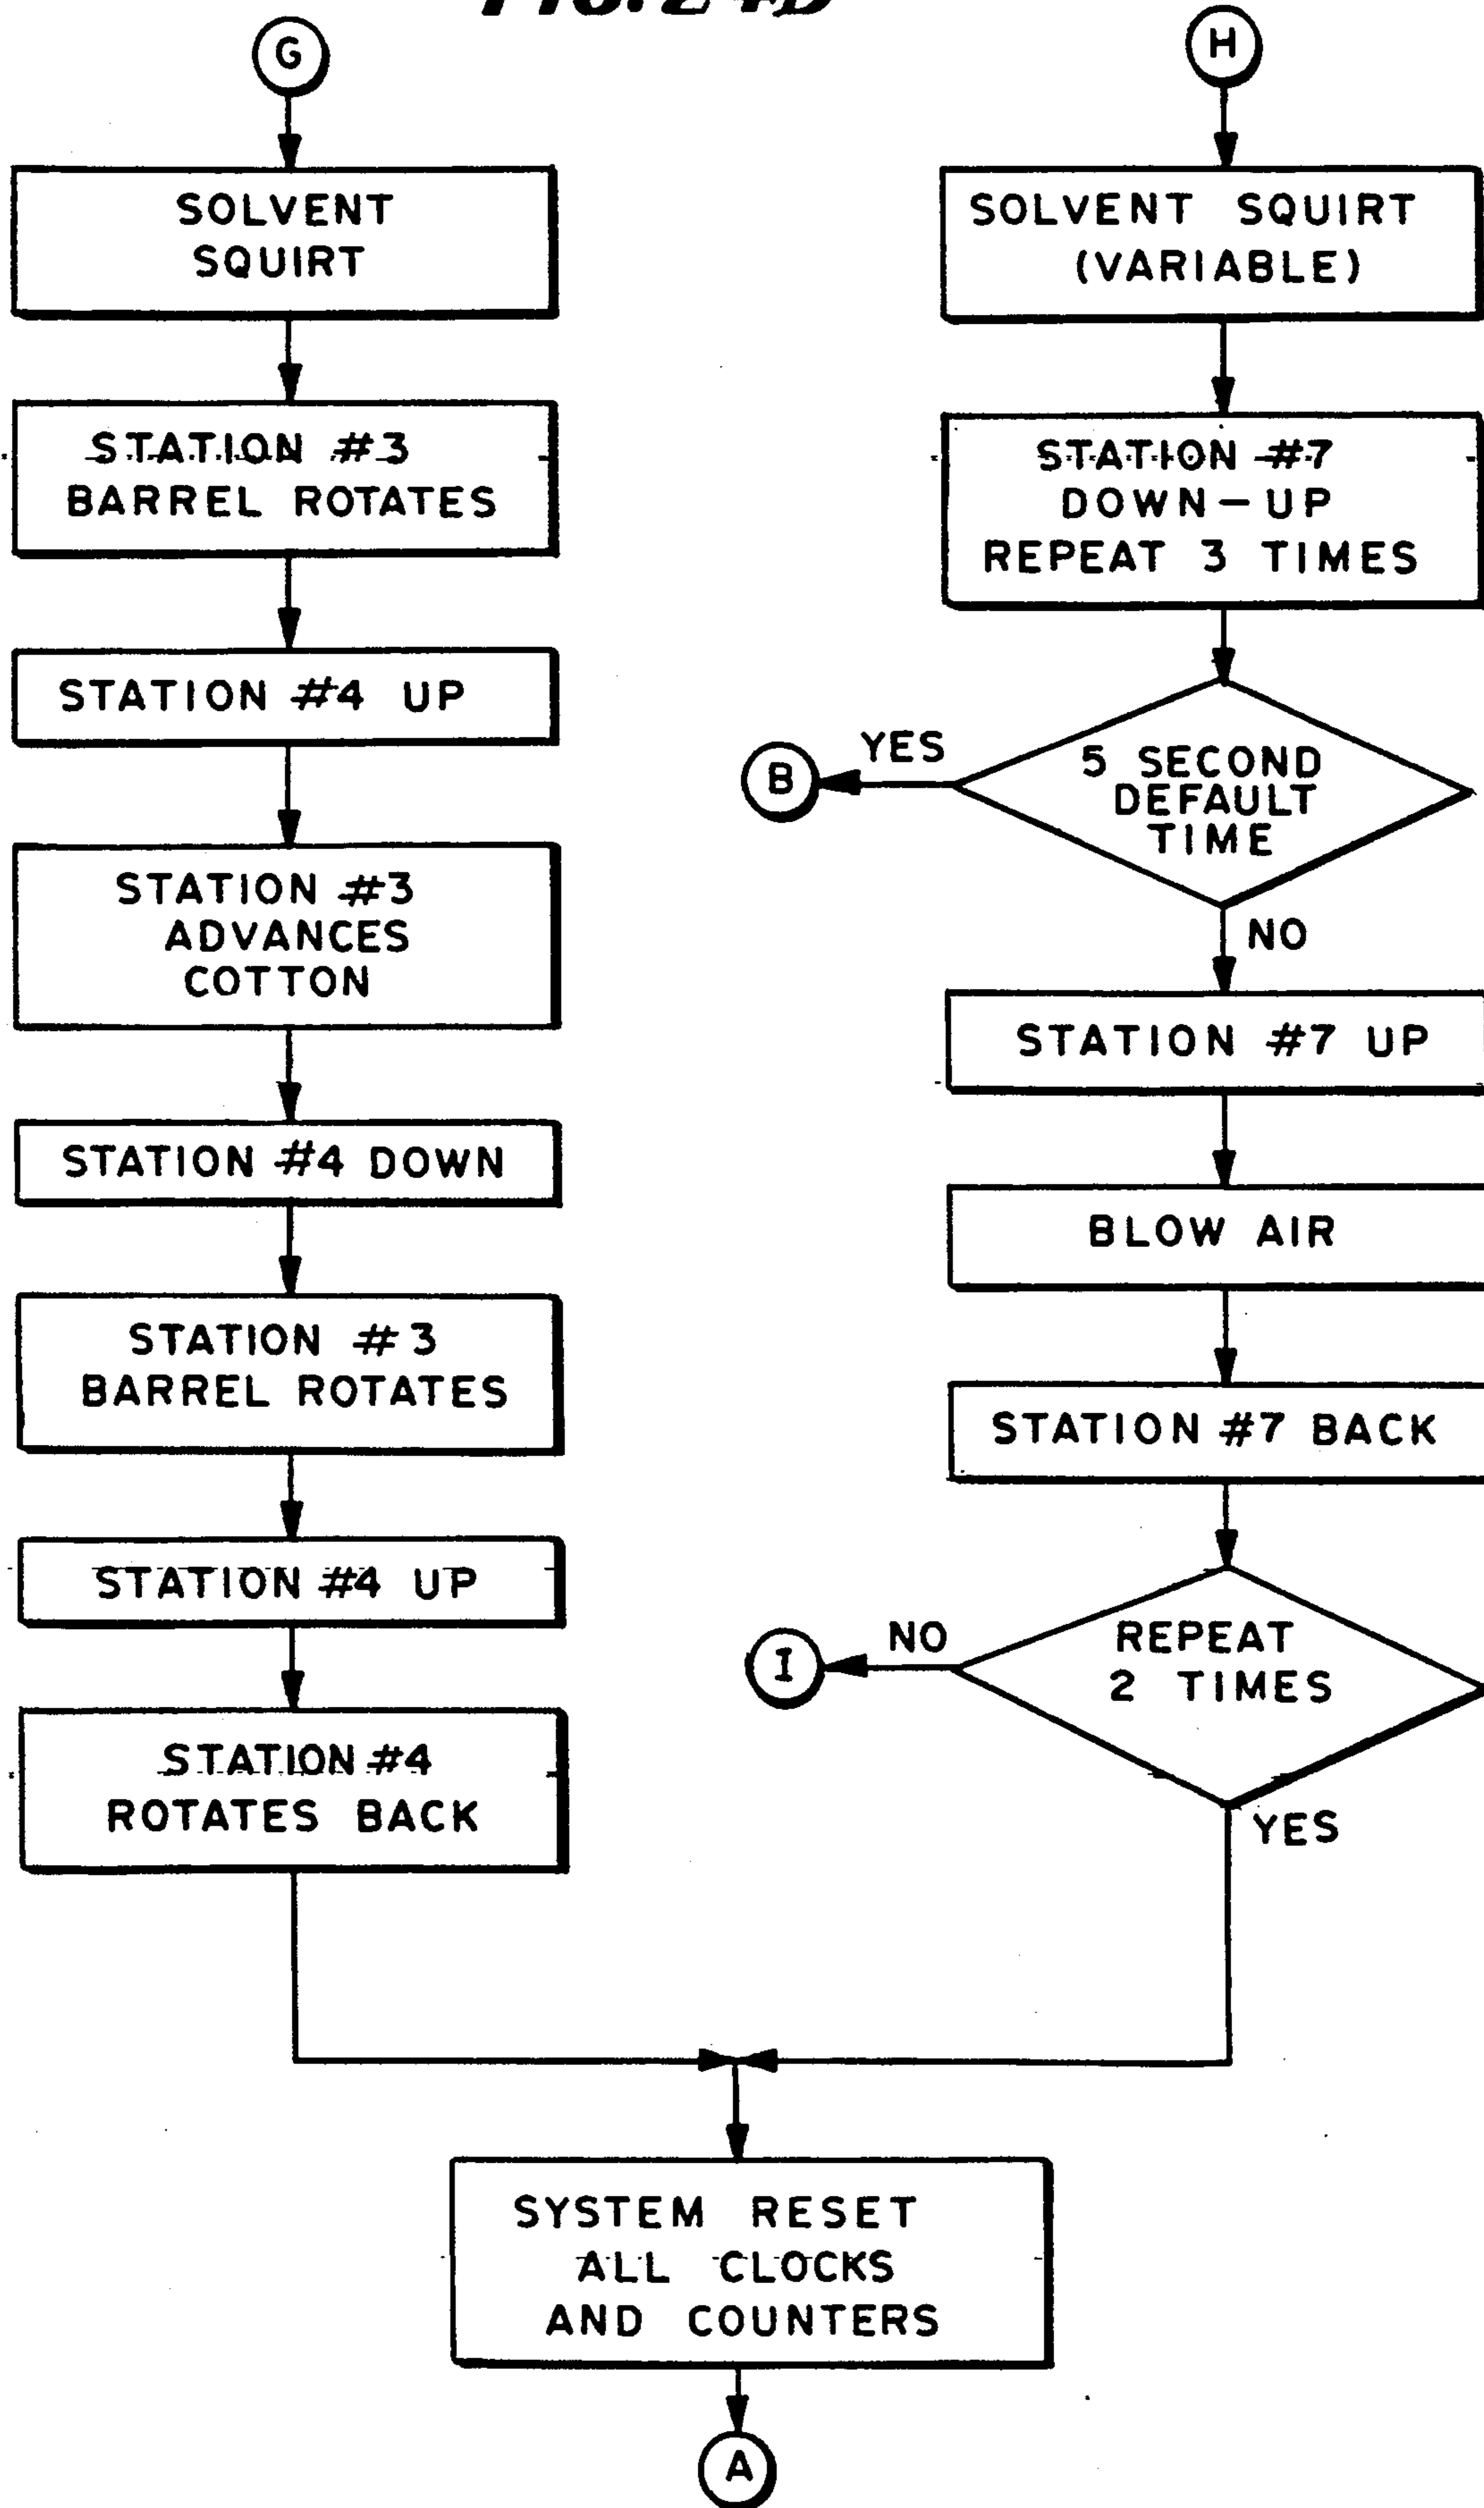 G
SOLVENT
SQUIRT
STATION #3
BARREL ROTATES
STATION #4 UP
STATION #3
ADVANCES
COTTON
STATION #4 DOWN
STATION #3
BARREL ROTATES
STATION #4 UP
STATION #4
ROTATES BACK
H
SOLVENT SQUIRT
(VARIABLE)
STATION #7
DOWN-UP
REPEAT 3 TIMES
5 SECOND
DEFAULT
TIME
YES
B
NO
STATION #7 UP
BLOW AIR
STATION #7 BACK
REPEAT
2 TIMES
NO
I
YES
SYSTEM RESET
ALL CLOCKS
AND COUNTERS
A